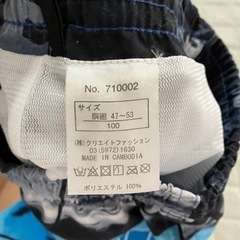 No. 710002
サイズ
胴囲 47~53
100
(株)クリエイトファッション
03(5972)1630
MADE IN CAMBODIA
ポリエステル 100%